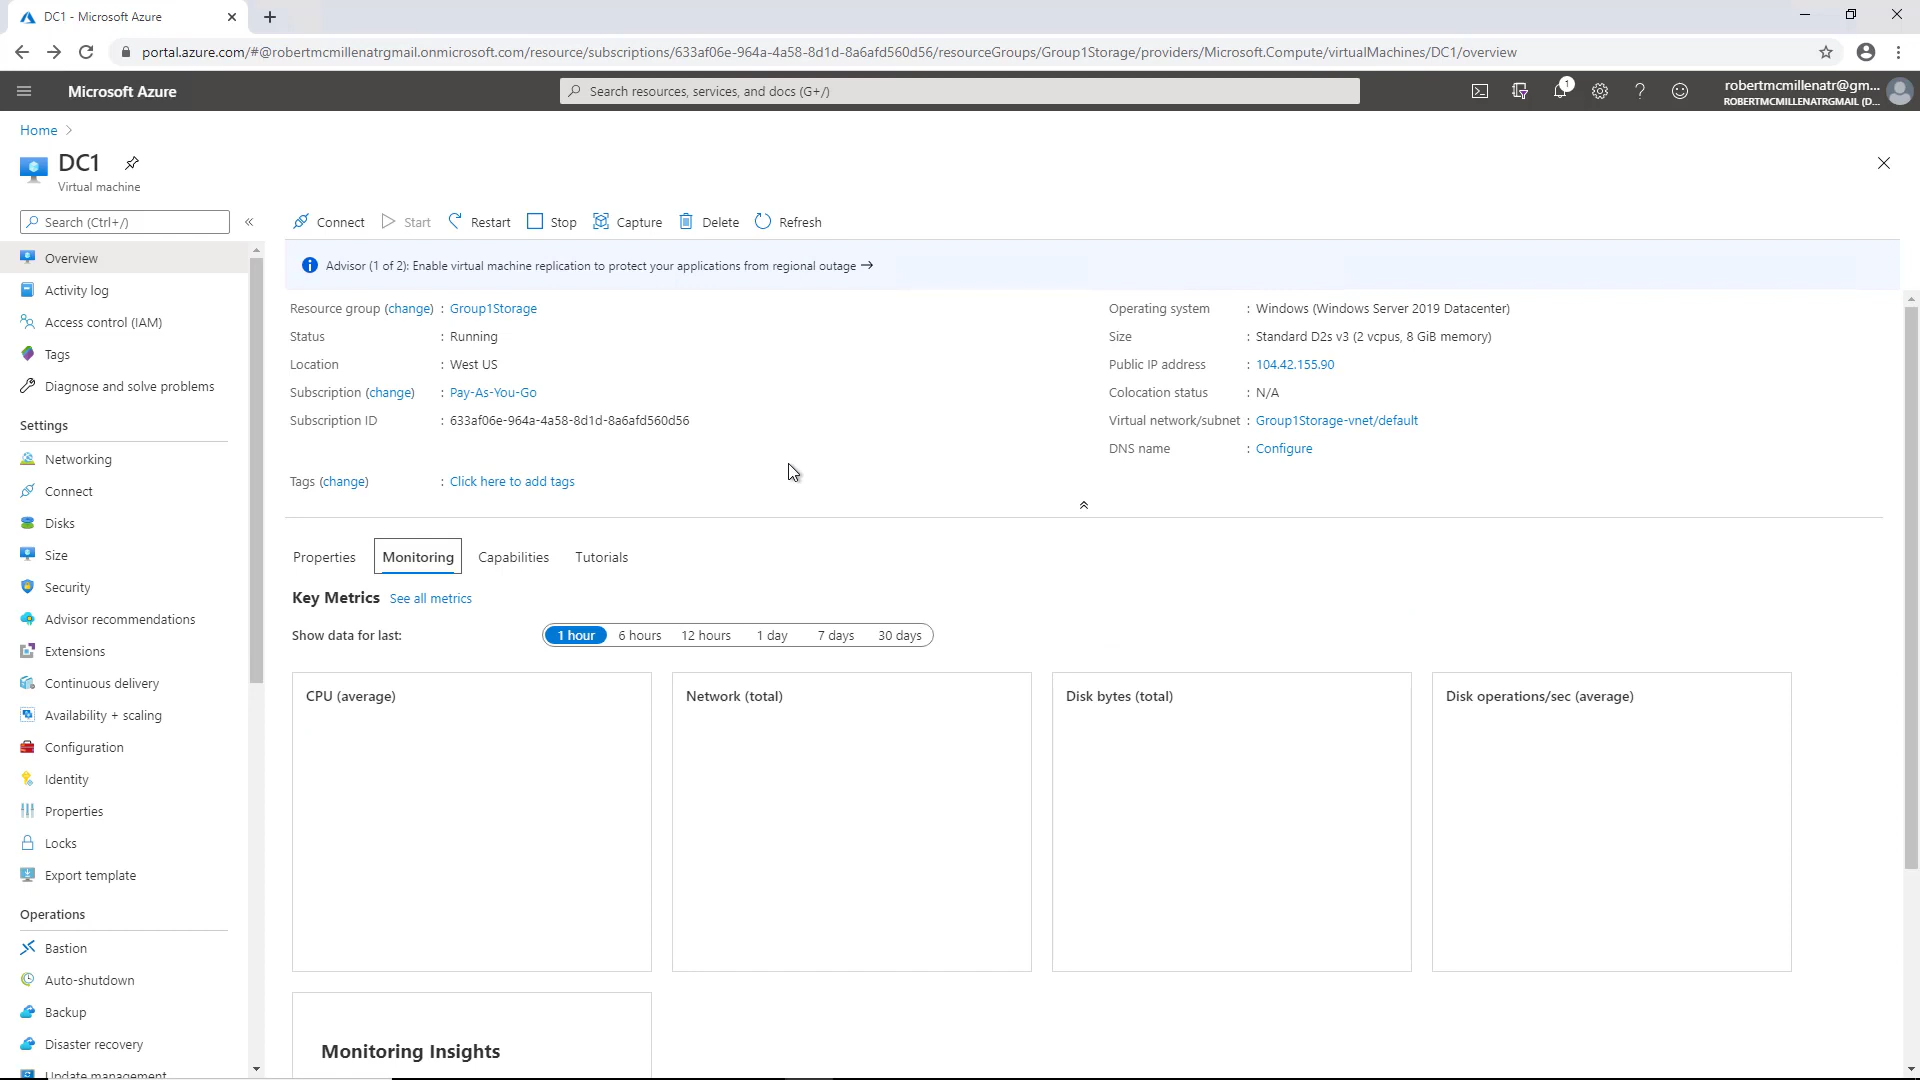 DC1 - Microsoft Azure
portal.azure.com/#@robertmcmillenatrgmail.onmicrosoft.com/resource/subscriptions/633af06e-964a-4a58-8d1d-8a6afd560d56/resourceGroups/Group1Storage/providers/Microsoft.Compute/virtualMachines/DC1/overview
Microsoft Azure
Search resources, services, and docs (G+/)
1
robertmcmillenatr@gm...
ROBERTMCMILLENATRGMAIL (D...
Home
DC1
Virtual machine
Search (Ctrl+/)
Connect Start Restart Stop Capture Delete Refresh
Overview
Activity log
Access control (IAM)
Tags
Diagnose and solve problems
Settings
Networking
Connect
Disks
Size
Security
Advisor recommendations
Extensions
Continuous delivery
Availability + scaling
Configuration
Identity
Properties
Locks
Export template
Operations
Bastion
Auto-shutdown
Backup
Disaster recovery
Update management
Advisor (1 of 2): Enable virtual machine replication to protect your applications from regional outage →
Resource group (change) : Group1Storage
Status : Running
Location : West US
Subscription (change) : Pay-As-You-Go
Subscription ID : 633af06e-964a-4a58-8d1d-8a6afd560d56
Tags (change) : Click here to add tags
Operating system : Windows (Windows Server 2019 Datacenter)
Size : Standard D2s v3 (2 vcpus, 8 GiB memory)
Public IP address : 104.42.155.90
Colocation status : N/A
Virtual network/subnet : Group1Storage-vnet/default
DNS name : Configure
Properties Monitoring Capabilities Tutorials
Key Metrics See all metrics
Show data for last: 1 hour 6 hours 12 hours 1 day 7 days 30 days
CPU (average)
Network (total)
Disk bytes (total)
Disk operations/sec (average)
Monitoring Insights